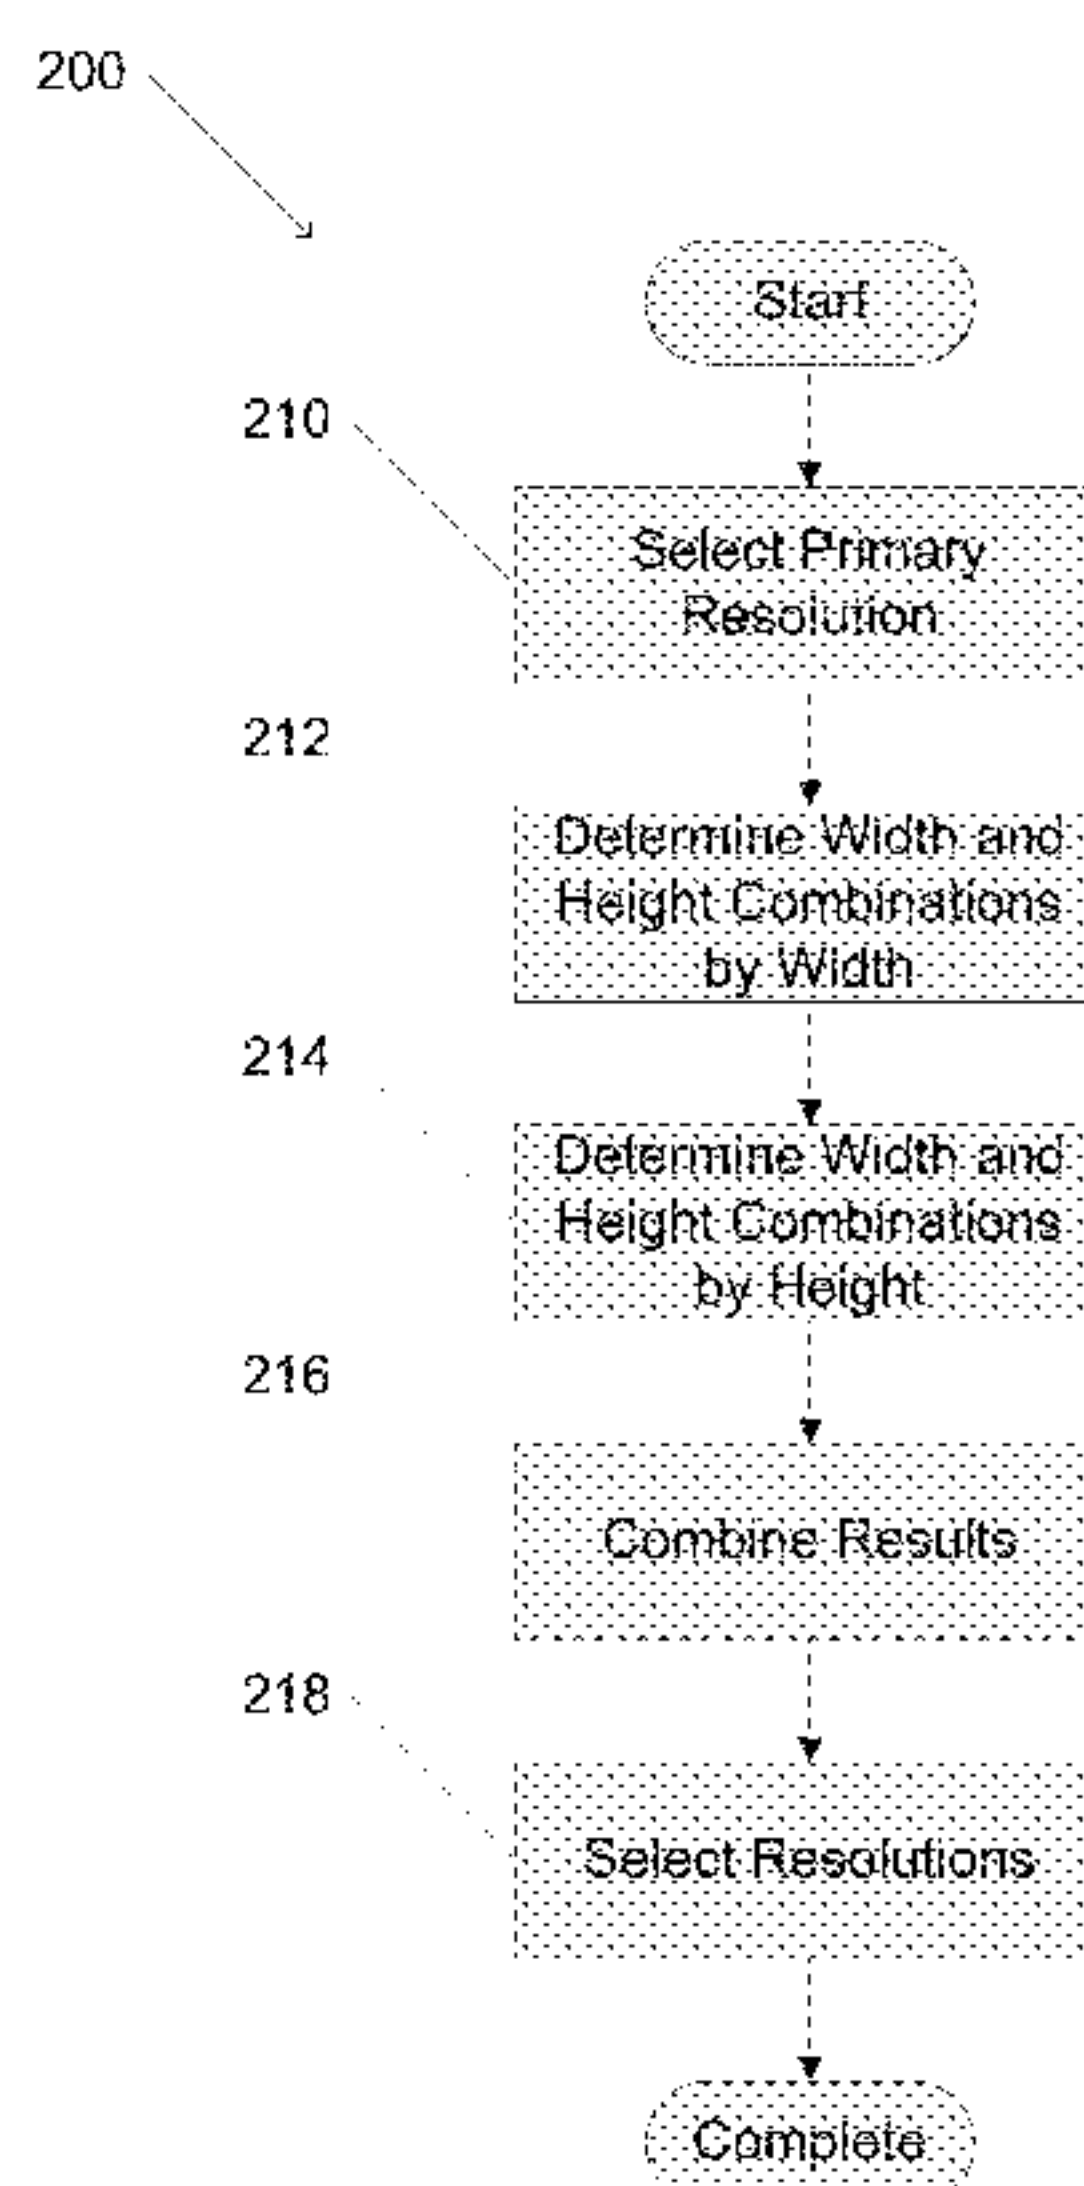 200
Start
210
Select Primary
Resolution
212
Determine Width and
Height Combinations
by Width
214
Determine Width and
Height Combinations
by Height
216
Combine Results
218
Select Resolutions
Complete